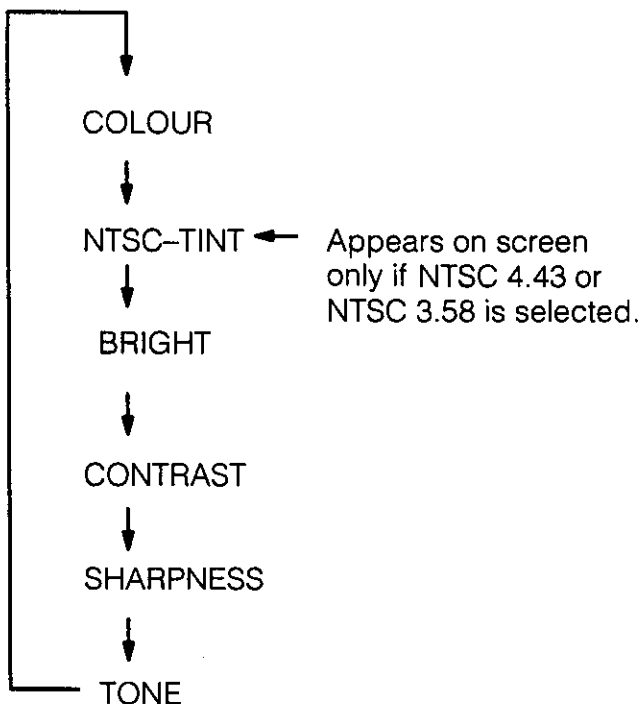 COLOUR
NTSC–TINT
Appears on screen
only if NTSC 4.43 or
NTSC 3.58 is selected.
BRIGHT
CONTRAST
SHARPNESS
TONE